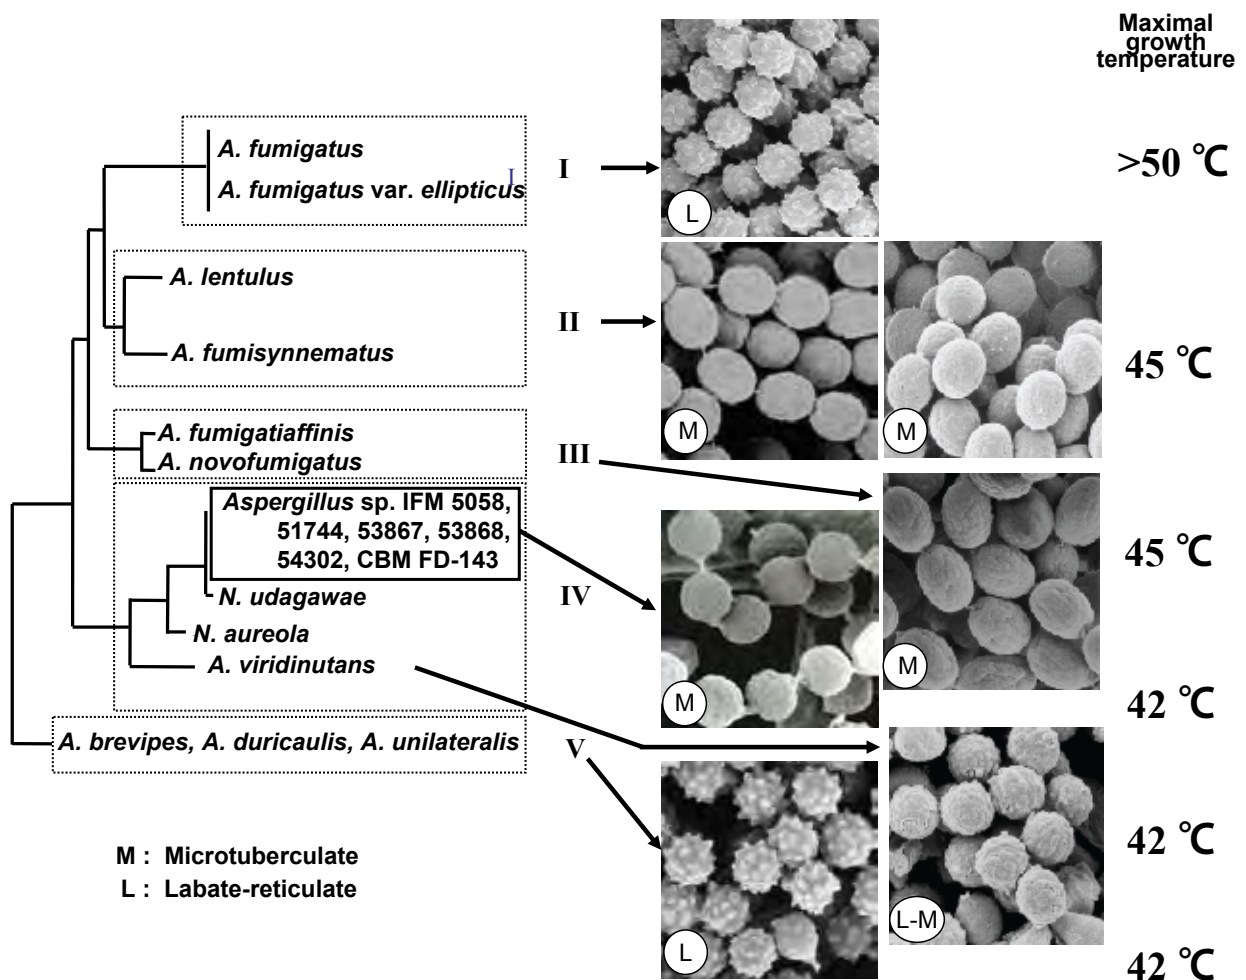 Maximal
growth
temperature
A. fumigatus
A. fumigatus var. ellipticus
I
I
>50 ℃
L
A. lentulus
II
A. fumisynnematus
45 ℃
M
M
A. fumigatiaffinis
A. novofumigatus
III
Aspergillus sp. IFM 5058,
51744, 53867, 53868,
54302, CBM FD-143
45 ℃
N. udagawae
IV
N. aureola
A. viridinutans
M
M
42 ℃
A. brevipes, A. duricaulis, A. unilateralis
V
42 ℃
M : Microtuberculate
L : Labate-reticulate
L-M
L
42 ℃